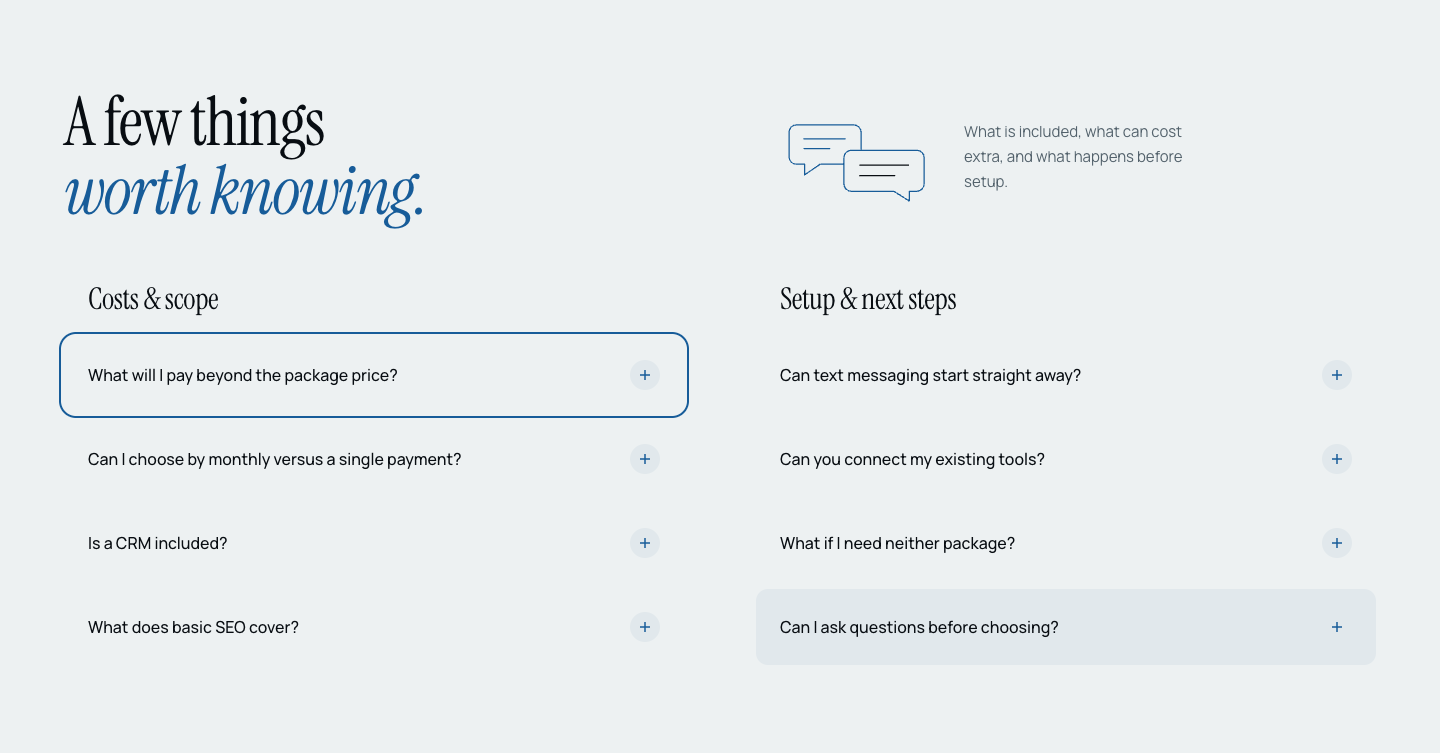 A few things
worth knowing.
What is included, what can cost
extra, and what happens before
setup.
Costs & scope
What will I pay beyond the package price?
Can I choose by monthly versus a single payment?
Is a CRM included?
What does basic SEO cover?
Setup & next steps
Can text messaging start straight away?
Can you connect my existing tools?
What if I need neither package?
Can I ask questions before choosing?